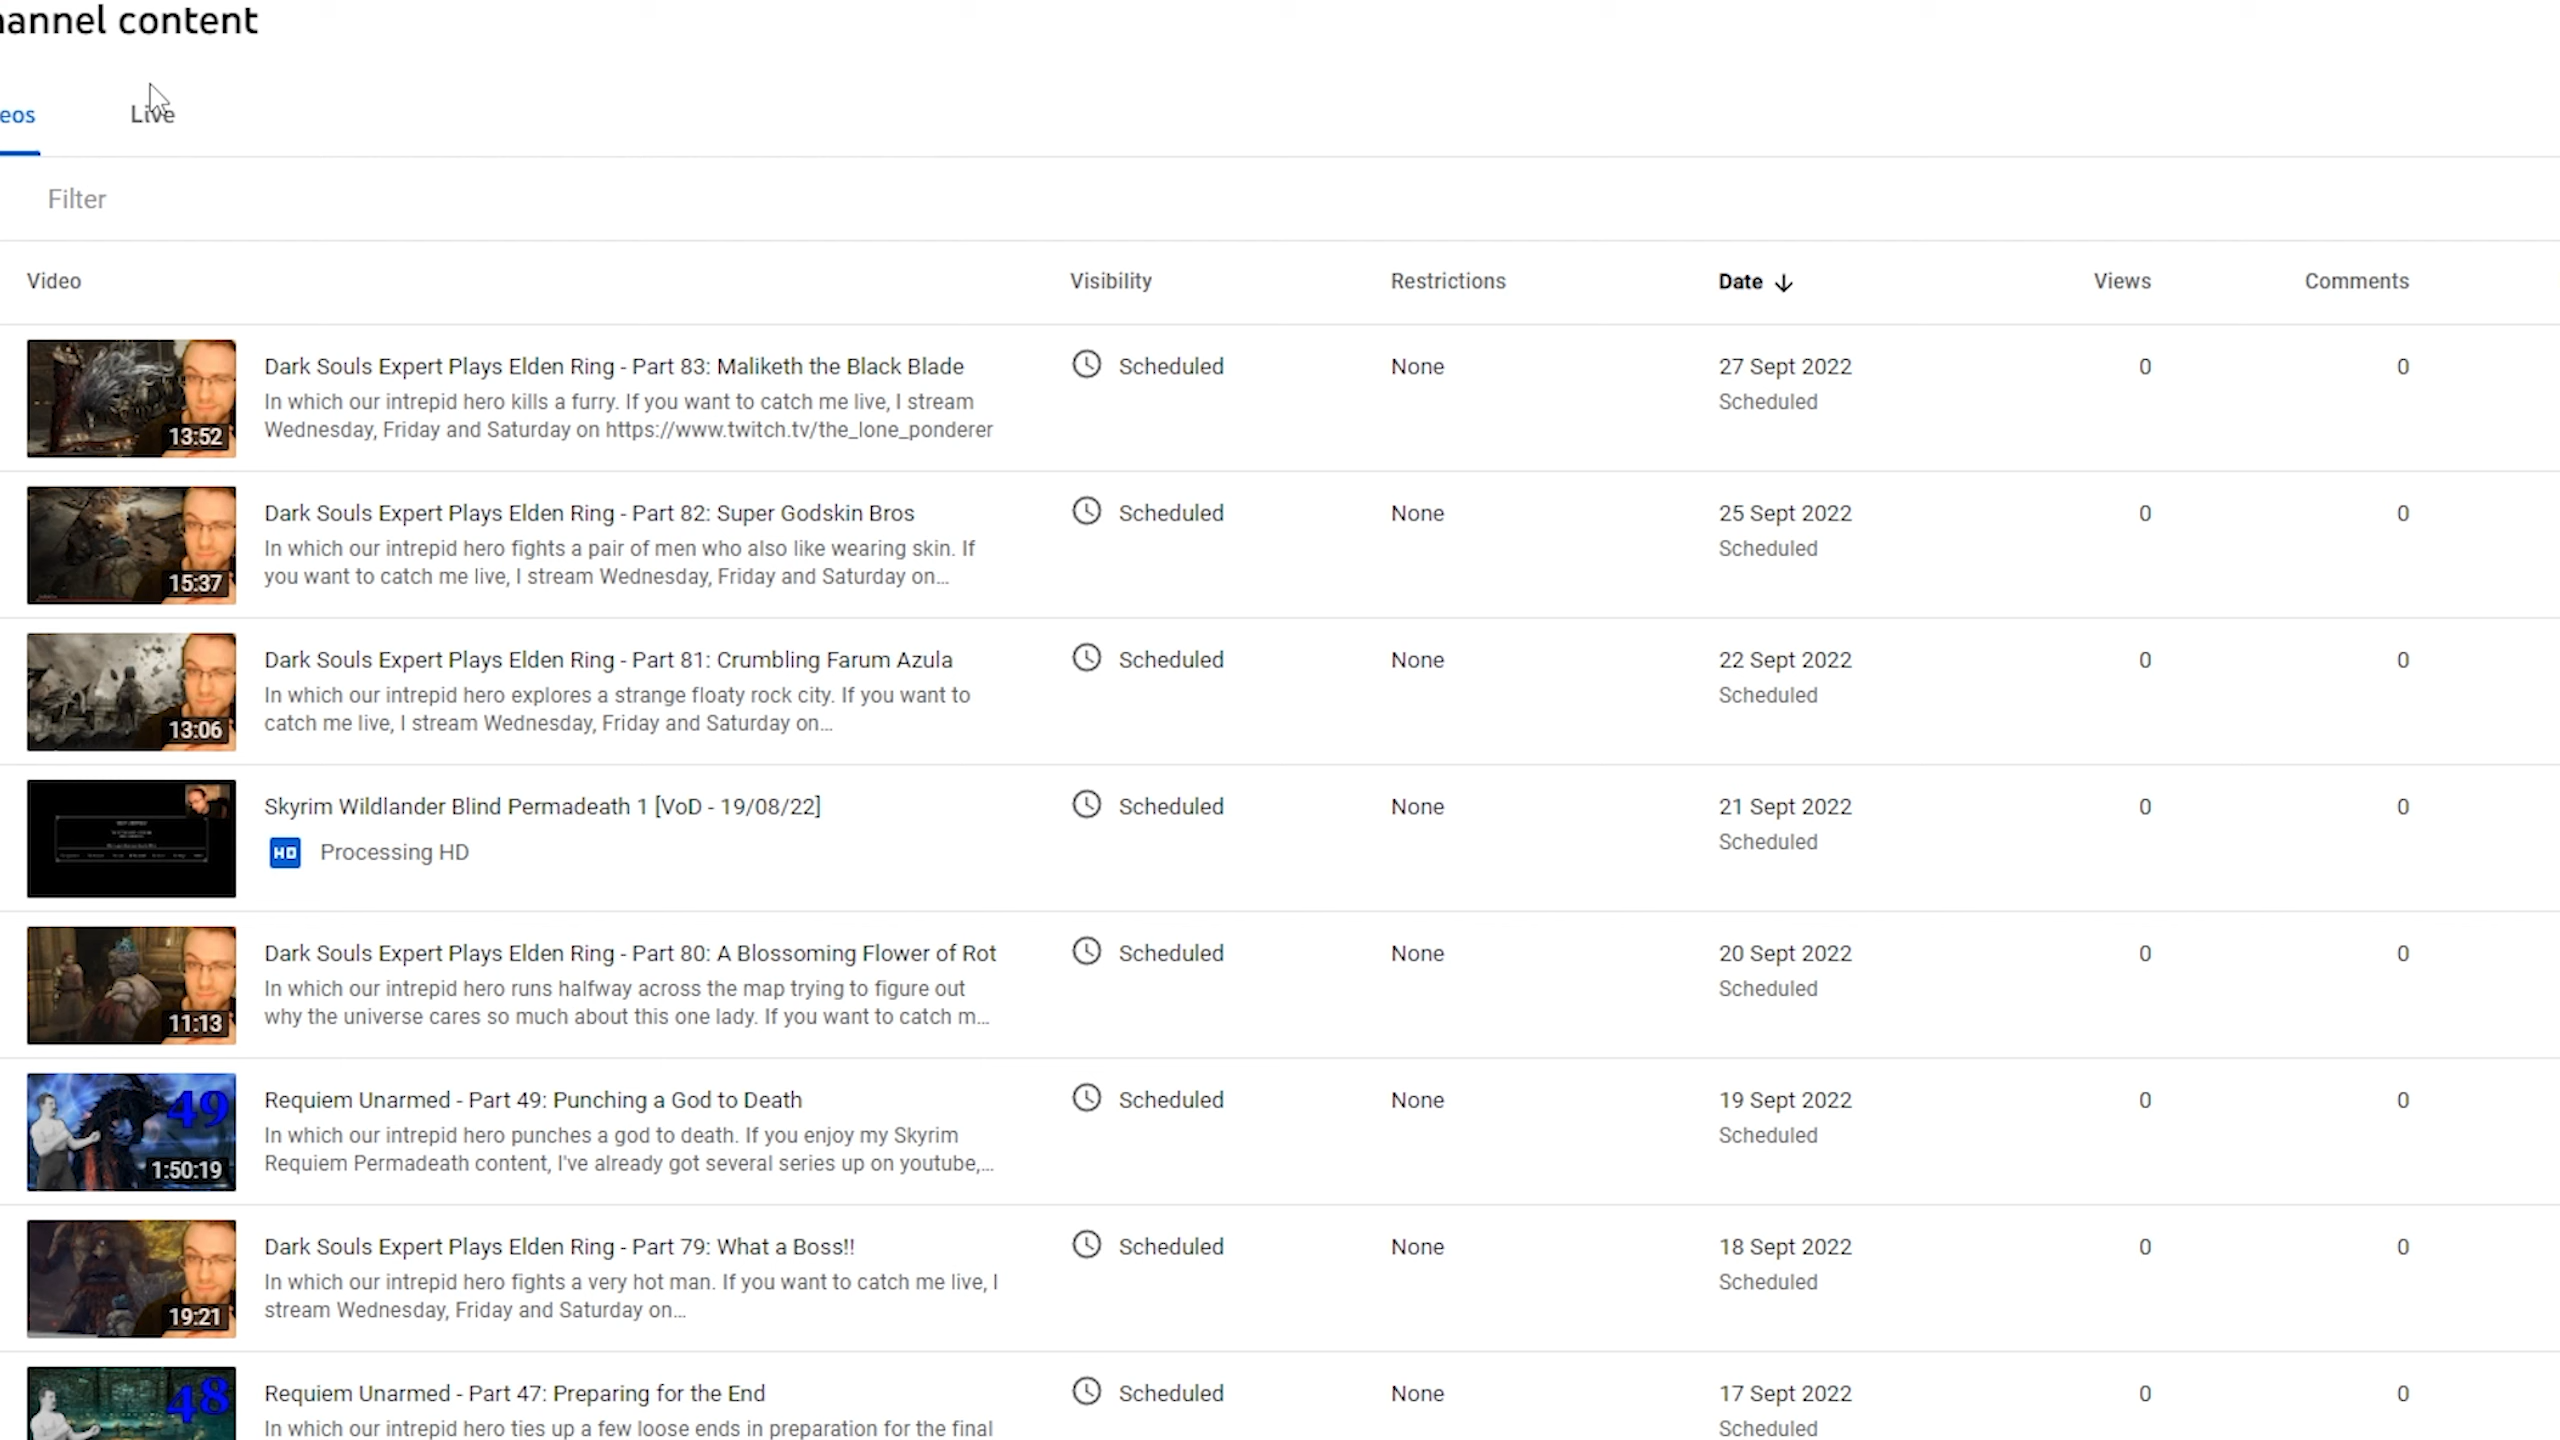 hannel content
eos Live
Filter
Video Visibility Restrictions Date Views Comments
Dark Souls Expert Plays Elden Ring - Part 83: Maliketh the Black Blade Scheduled None 27 Sept 2022 0 0
In which our intrepid hero kills a furry. If you want to catch me live, I stream Scheduled
Wednesday, Friday and Saturday on https://www.twitch.tv/the_lone_ponderer
13:52
Dark Souls Expert Plays Elden Ring - Part 82: Super Godskin Bros Scheduled None 25 Sept 2022 0 0
In which our intrepid hero fights a pair of men who also like wearing skin. If Scheduled
you want to catch me live, I stream Wednesday, Friday and Saturday on...
15:37
Dark Souls Expert Plays Elden Ring - Part 81: Crumbling Farum Azula Scheduled None 22 Sept 2022 0 0
In which our intrepid hero explores a strange floaty rock city. If you want to Scheduled
catch me live, I stream Wednesday, Friday and Saturday on...
13:06
Skyrim Wildlander Blind Permadeath 1 [VoD - 19/08/22] Scheduled None 21 Sept 2022 0 0
Scheduled
HD Processing HD
Dark Souls Expert Plays Elden Ring - Part 80: A Blossoming Flower of Rot Scheduled None 20 Sept 2022 0 0
In which our intrepid hero runs halfway across the map trying to figure out Scheduled
why the universe cares so much about this one lady. If you want to catch m...
11:13
Requiem Unarmed - Part 49: Punching a God to Death Scheduled None 19 Sept 2022 0 0
49
In which our intrepid hero punches a god to death. If you enjoy my Skyrim Scheduled
Requiem Permadeath content, I've already got several series up on youtube,...
1:50:19
Dark Souls Expert Plays Elden Ring - Part 79: What a Boss!! Scheduled None 18 Sept 2022 0 0
In which our intrepid hero fights a very hot man. If you want to catch me live, I Scheduled
stream Wednesday, Friday and Saturday on...
19:21
48
Requiem Unarmed - Part 47: Preparing for the End Scheduled None 17 Sept 2022 0 0
In which our intrepid hero ties up a few loose ends in preparation for the final Scheduled